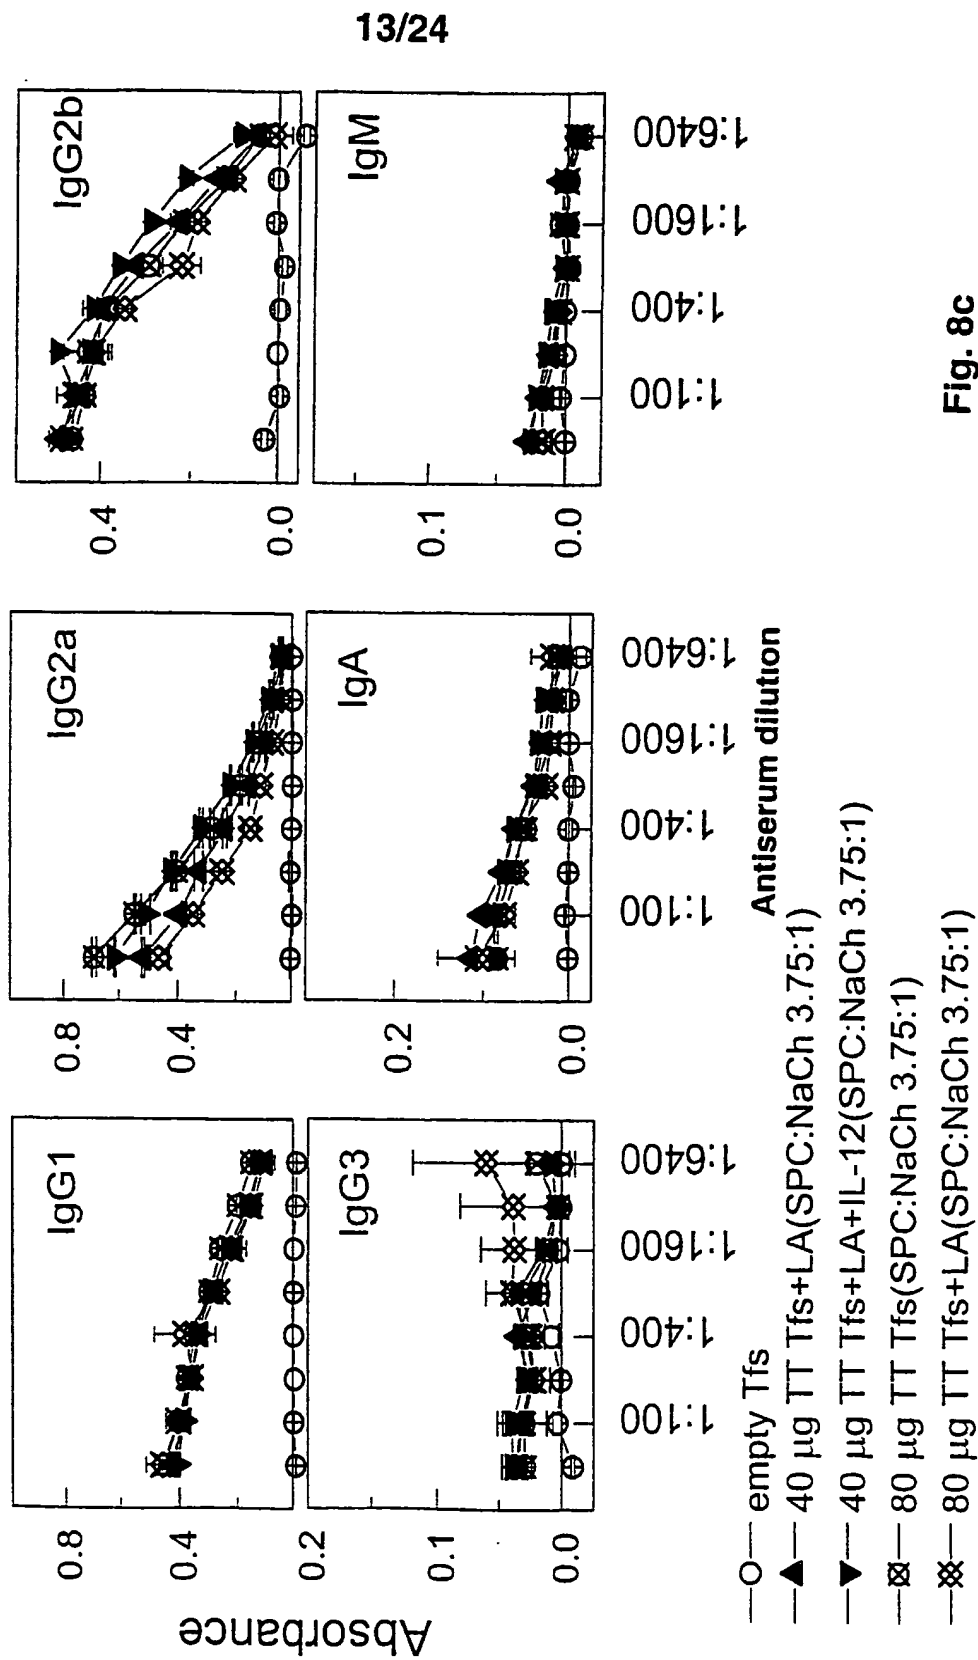 13/24
IgG1
IgG2a
IgG2b
0.8
0.4
0.8
0.4
0.4
0.0
IgG3
IgA
IgM
0.2
0.1
0.0
0.2
0.0
0.1
0.0
Absorbance
1:100
1:400
1:1600
1:6400
1:100
1:400
1:1600
1:6400
1:100
1:400
1:1600
1:6400
Antiserum dilution
empty Tfs
40 µg TT Tfs+LA(SPC:NaCh 3.75:1)
40 µg TT Tfs+LA+IL-12(SPC:NaCh 3.75:1)
80 µg TT Tfs(SPC:NaCh 3.75:1)
80 µg TT Tfs+LA(SPC:NaCh 3.75:1)
Fig. 8c